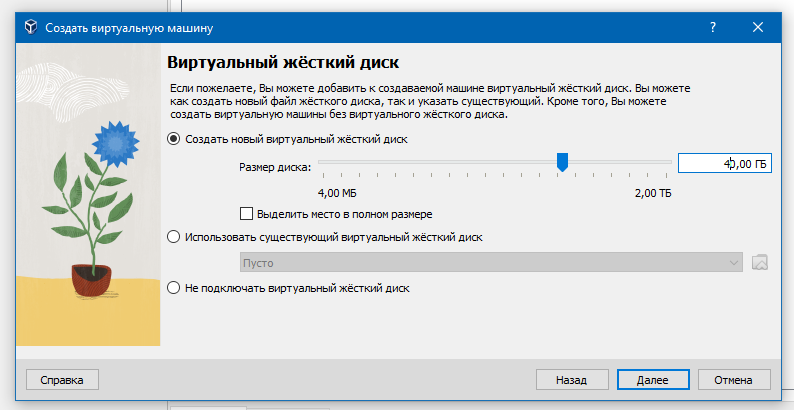 Создать виртуальную машину
Виртуальный жёсткий диск
Если пожелаете, Вы можете добавить к создаваемой машине виртуальный жёсткий диск. Вы можете
как создать новый файл жёсткого диска, так и указать существующий. Кроме того, Вы можете
создать виртуальную машины без виртуального жёсткого диска.
Создать новый виртуальный жёсткий диск
Размер диска:
40,00 ГБ
4,00 МБ
2,00 ТБ
Выделить место в полном размере
Использовать существующий виртуальный жёсткий диск
Пусто
Не подключать виртуальный жёсткий диск
Справка
Назад
Далее
Отмена